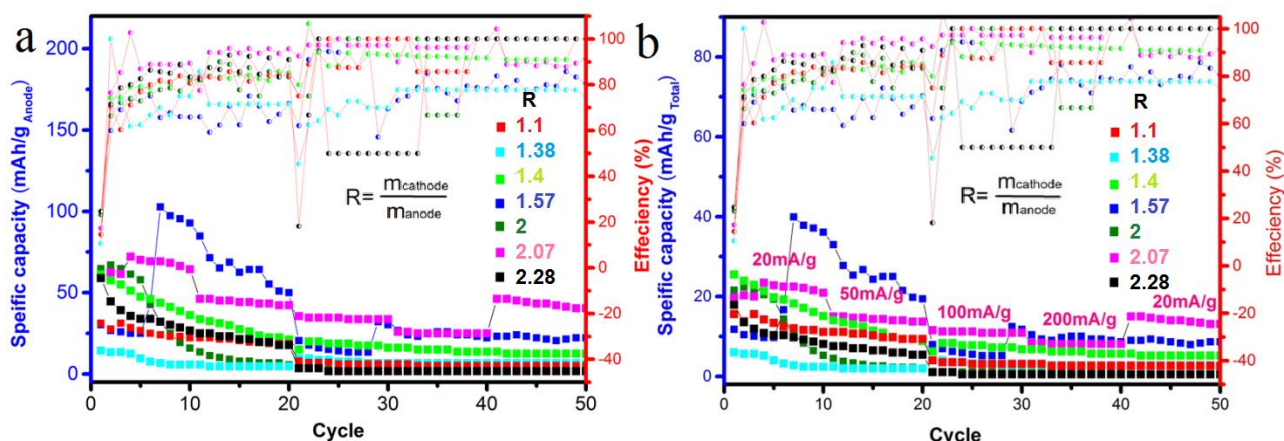 a
Speific capacity (mAh/gAnode)
200
150
100
50
0
100
80
60
40
20
0
-20
-40
Effeciency (%)
R
1.1
1.38
1.4
1.57
2
2.07
2.28
R= mcathode
manode
0 10 20 30 40 50
Cycle
b
Speific capacity (mAh/gTotal)
80
60
40
20
0
100
80
60
40
20
0
-20
-40
Effeciency (%)
R
1.1
1.38
1.4
1.57
2
2.07
2.28
R= mcathode
manode
20mA/g
50mA/g
100mA/g
200mA/g
20mA/g
0 10 20 30 40 50
Cycle